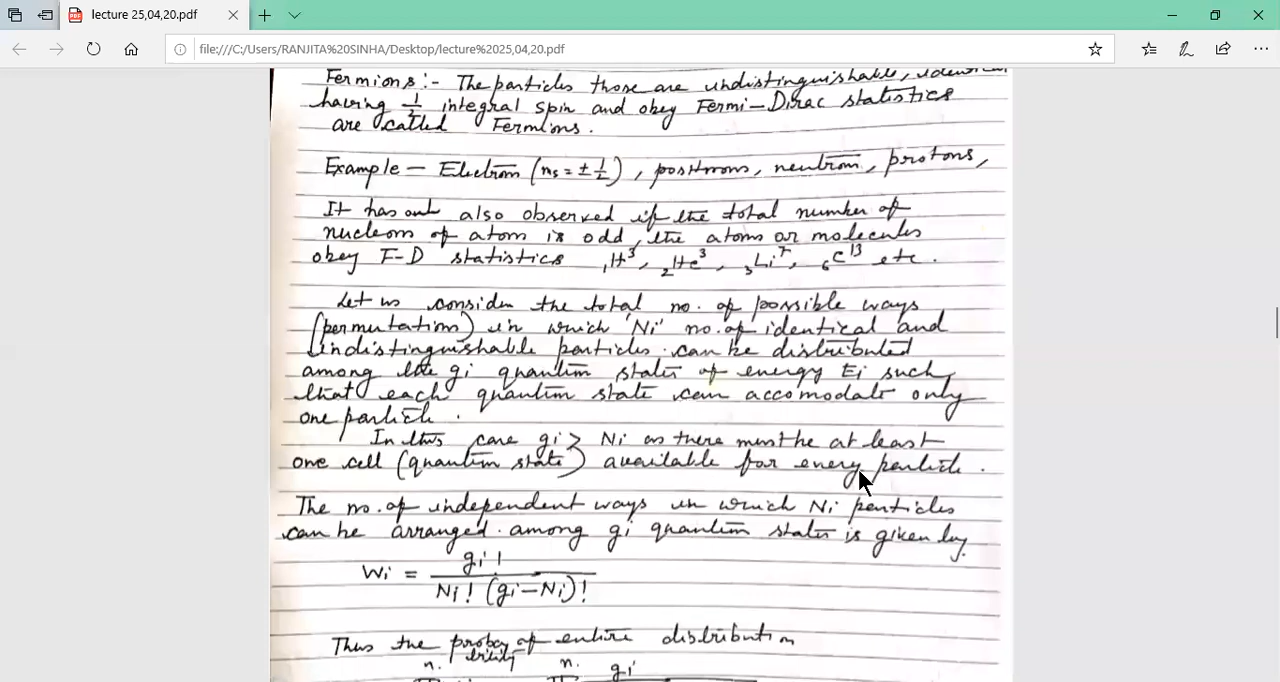 lecture 25,04,20.pdf
file:///C:/Users/RANJITA%20SINHA/Desktop/lecture%2025,04,20.pdf
Fermions :- The particles those are undistinguishable,
having 1/2 integral spin and obey Fermi-Dirac statistics
are called Fermions.
Example - Electron (ms = ± 1/2), positrons, neutron, protons,
It has also observed if the total number of
nucleons of atom is odd, the atoms or molecules
obey F-D statistics ₁H³, ₂He³, ₃Li⁷, ₆C¹³ etc.
Let us consider the total no. of possible ways
(permutation) in which 'Ni' no. of identical and
undistinguishable particles can be distributed
among the gi quantum states of energy Ei such
that each quantum state can accomodate only
one particle.
In this case gi > Ni as there must be at least
one cell (quantum state) available for every particle.
The no. of independent ways in which Ni particles
can be arranged among gi quantum states is given by.
Wi = gi! / Ni! (gi-Ni)!
Thus the probability of entire distribution
n. n. gi